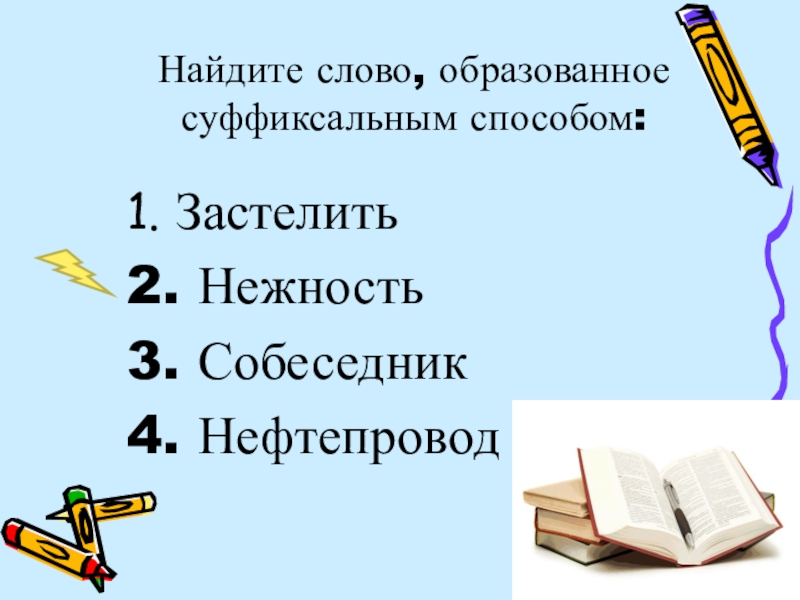 Найдите слово, образованное
суффиксальным способом:
1. Застелить
2. Нежность
3. Собеседник
4. Нефтепровод